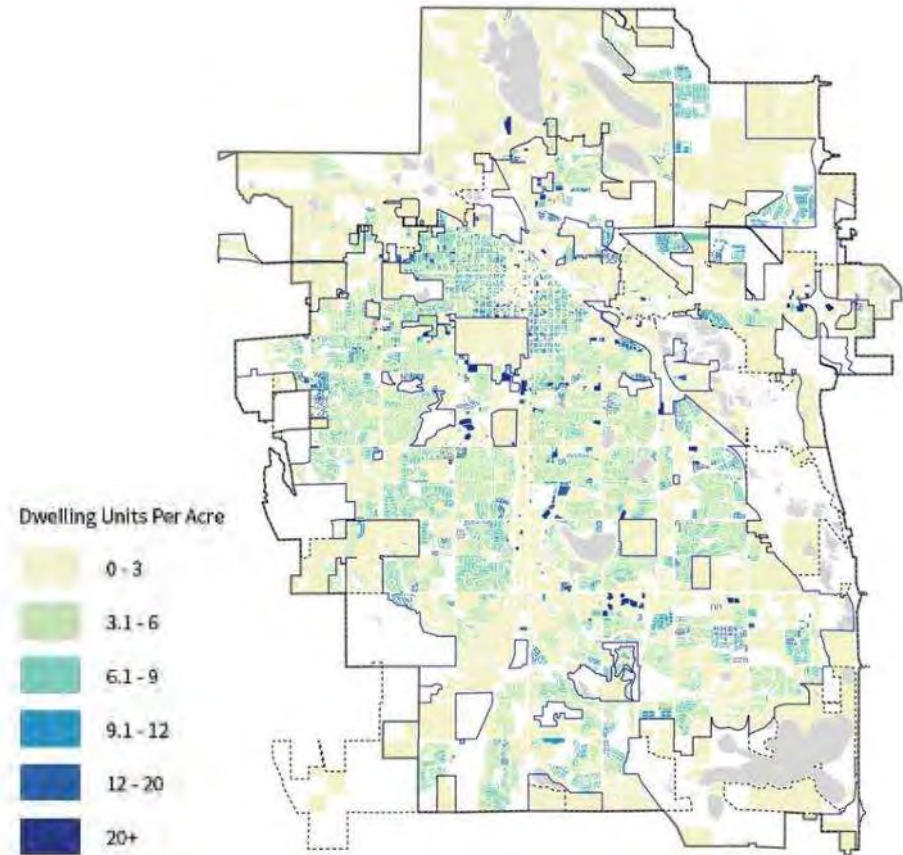 Dwelling Units Per Acre
0 - 3
3.1 - 6
6.1 - 9
9.1 - 12
12 - 20
20+